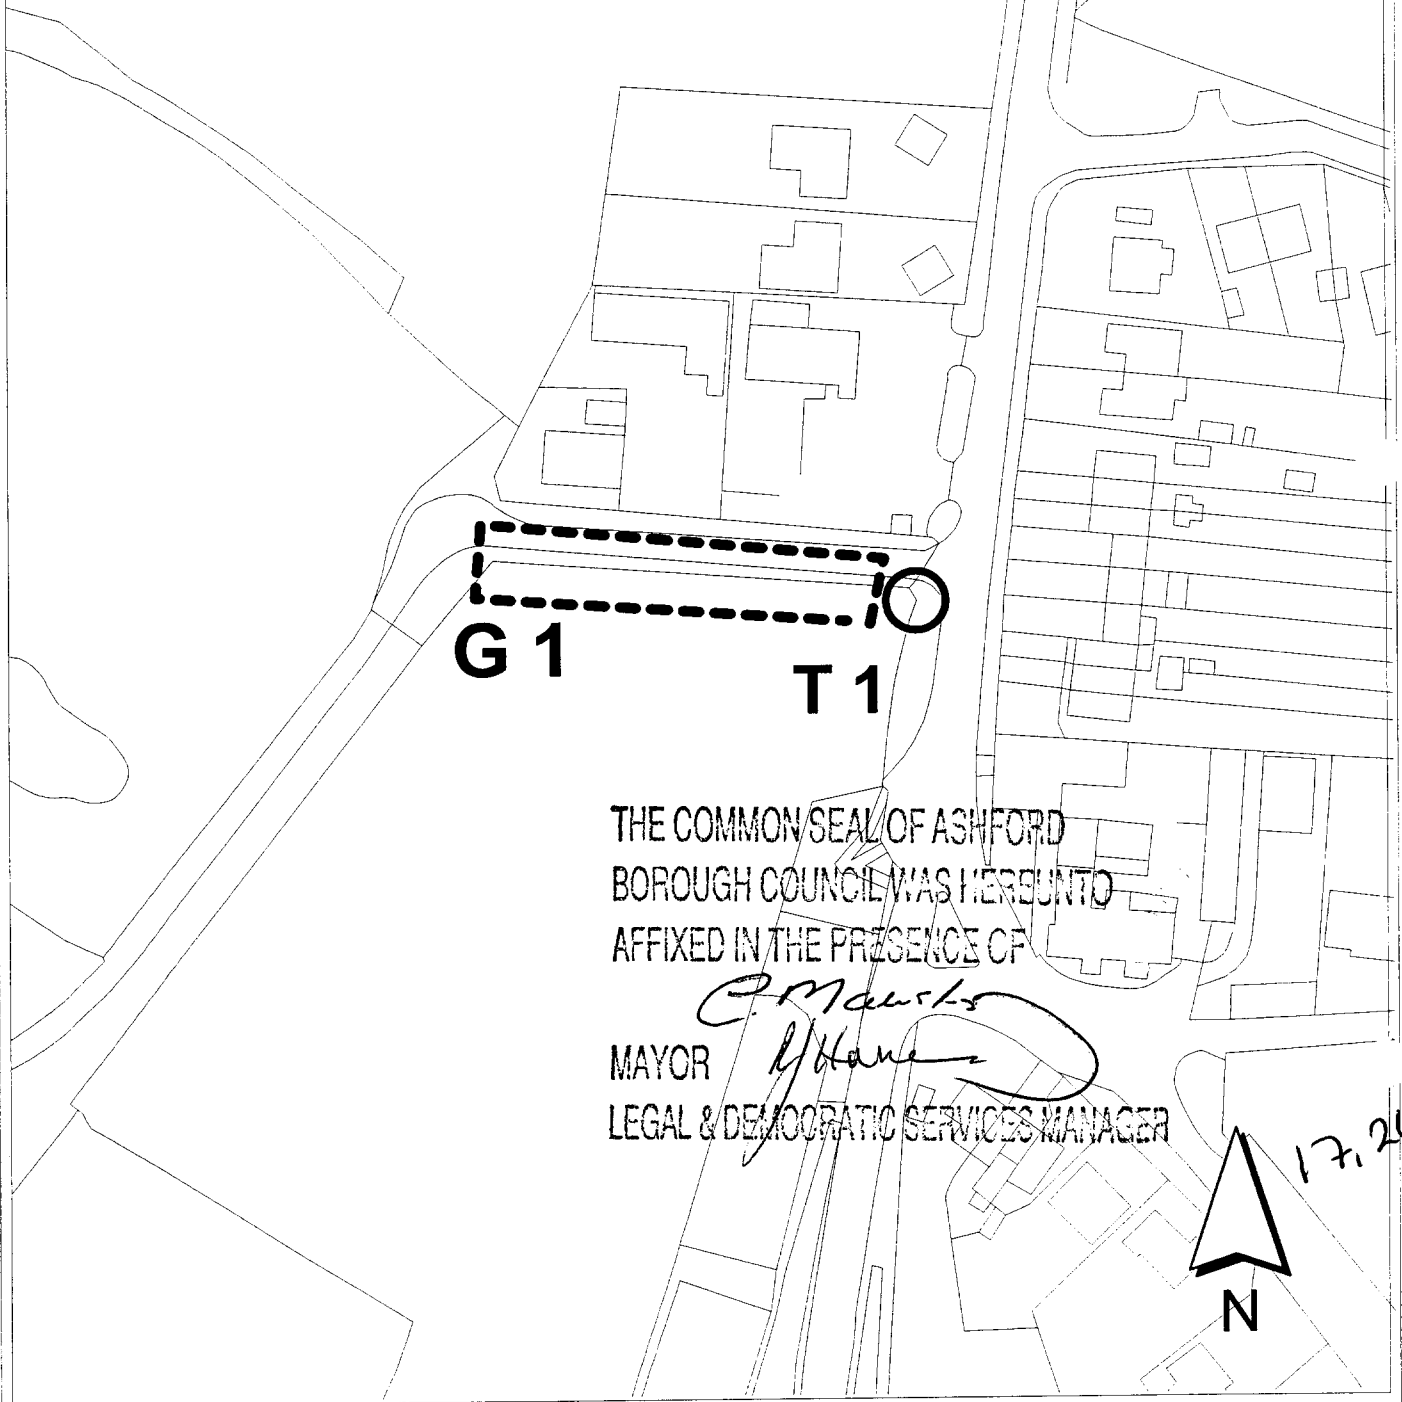 G 1
T 1
THE COMMON SEAL OF ASHFORD
BOROUGH COUNCIL WAS HEREUNTO
AFFIXED IN THE PRESENCE OF
MAYOR
LEGAL & DEMOCRATIC SERVICES MANAGER
N